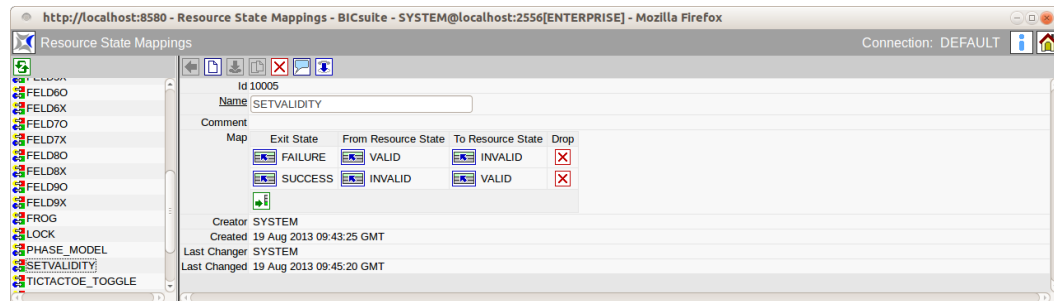 http://localhost:8580 - Resource State Mappings - BICsuite - SYSTEM@localhost:2556[ENTERPRISE] - Mozilla Firefox
Resource State Mappings
Connection: DEFAULT
FELD6O
FELD6X
FELD7O
FELD7X
FELD8O
FELD8X
FELD9O
FELD9X
FROG
LOCK
PHASE_MODEL
SETVALIDITY
TICTACTOE_TOGGLE
Id 10005
Name SETVALIDITY
Comment
Map Exit State From Resource State To Resource State Drop
FAILURE VALID INVALID
SUCCESS INVALID VALID
Creator SYSTEM
Created 19 Aug 2013 09:43:25 GMT
Last Changer SYSTEM
Last Changed 19 Aug 2013 09:45:20 GMT